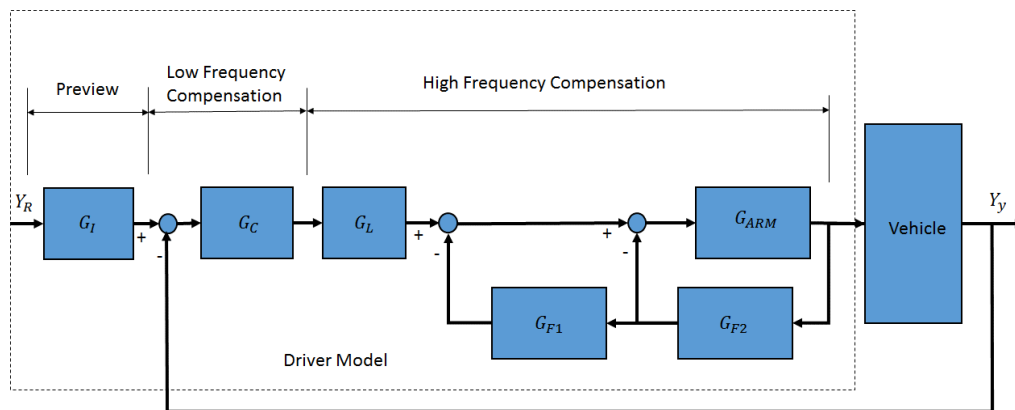 Preview
Low Frequency
Compensation
High Frequency Compensation
Y_R
G_I
+
-
G_C
G_L
+
-
+
-
G_ARM
Vehicle
Y_y
G_F1
G_F2
Driver Model